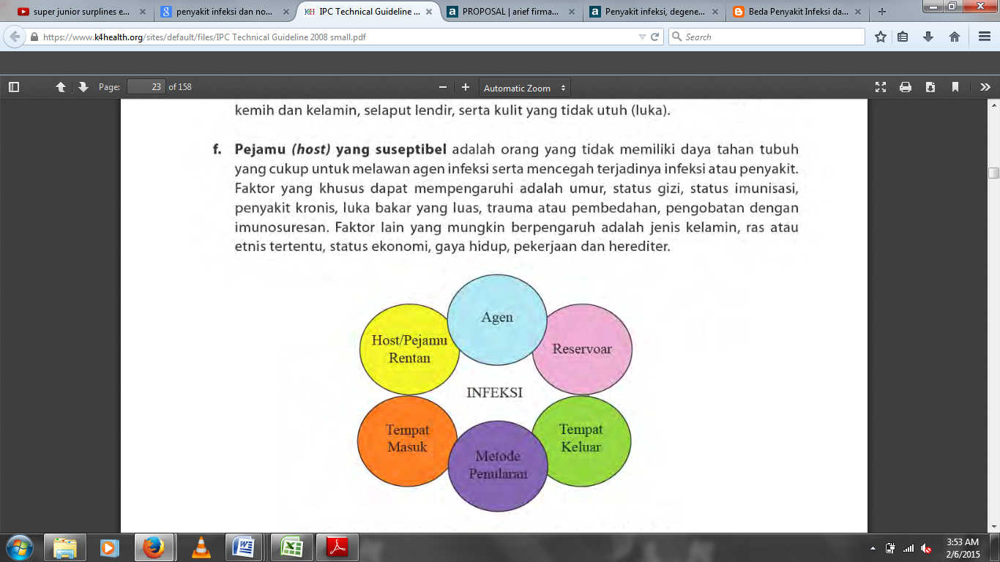 super junior surplines e...
penyakit infeksi dan no...
IPC Technical Guideline ...
PROPOSAL | arief firma...
Penyakit infeksi, degene...
Beda Penyakit Infeksi da...
https://www.k4health.org/sites/default/files/IPC Technical Guideline 2008 small.pdf
Search
Page: 23 of 158
Automatic Zoom
kemih dan kelamin, selaput lendir, serta kulit yang tidak utuh (luka).
f. Pejamu (host) yang suseptibel adalah orang yang tidak memiliki daya tahan tubuh
yang cukup untuk melawan agen infeksi serta mencegah terjadinya infeksi atau penyakit.
Faktor yang khusus dapat mempengaruhi adalah umur, status gizi, status imunisasi,
penyakit kronis, luka bakar yang luas, trauma atau pembedahan, pengobatan dengan
imunosuresan. Faktor lain yang mungkin berpengaruh adalah jenis kelamin, ras atau
etnis tertentu, status ekonomi, gaya hidup, pekerjaan dan herediter.
Agen
Host/Pejamu
Rentan
Reservoar
INFEKSI
Tempat
Masuk
Tempat
Keluar
Metode
Penularan
3:53 AM
2/6/2015